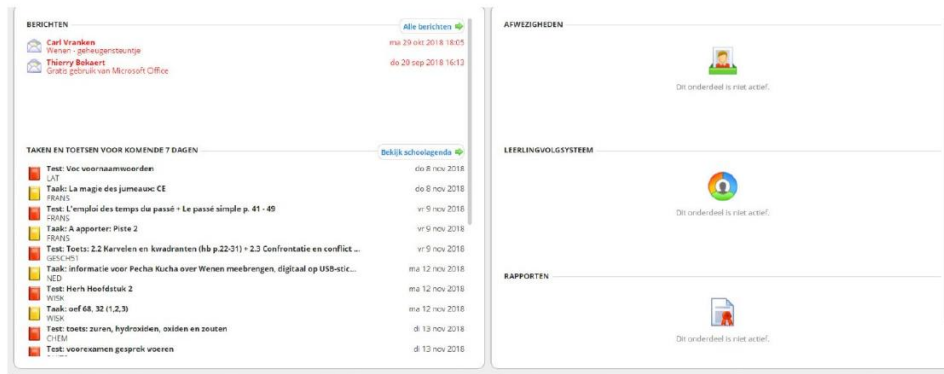 BERICHTEN
Alle berichten
Carl Vranken
ma 29 okt 2018 18:05
Wenen - geheugensteuntje
Thierry Bekaert
do 20 sep 2018 16:13
Gratis gebruik van Microsoft Office
TAKEN EN TOETSEN VOOR KOMENDE 7 DAGEN
Bekijk schoolagenda
Test: Voc voornaamwoorden
do 8 nov 2018
LAT
Taak: La magie des jumeaux: CE
do 8 nov 2018
FRANS
Test: L'emploi des temps du passé + Le passé simple p. 41 - 49
vr 9 nov 2018
FRANS
Taak: A apporter: Piste 2
vr 9 nov 2018
FRANS
Test: Toets: 2.2 Karvelen en kwadranten (hb p.22-31) + 2.3 Confrontatie en conflict ...
vr 9 nov 2018
GESCH51
Taak: informatie voor Pecha Kucha over Wenen meebrengen, digitaal op USB-stic...
ma 12 nov 2018
NED
Test: Herh Hoofdstuk 2
ma 12 nov 2018
WISK
Taak: oef 68, 32 (1,2,3)
ma 12 nov 2018
WISK
Test: toets: zuren, hydroxiden, oxiden en zouten
di 13 nov 2018
CHEM
Test: voorexamen gesprek voeren
di 13 nov 2018
AFWEZIGHEDEN
Dit onderdeel is niet actief.
LEERLINGVOLGSYSTEEM
Dit onderdeel is niet actief.
RAPPORTEN
Dit onderdeel is niet actief.